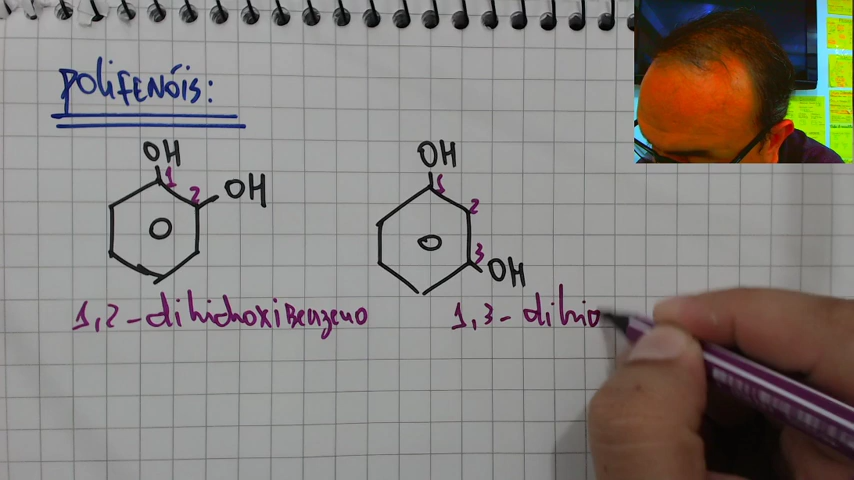 POLIFENÓIS:
OH
1
2
OH
OH
1
2
3
OH
1,2-dihidroxiBenzeno
1,3-dihid